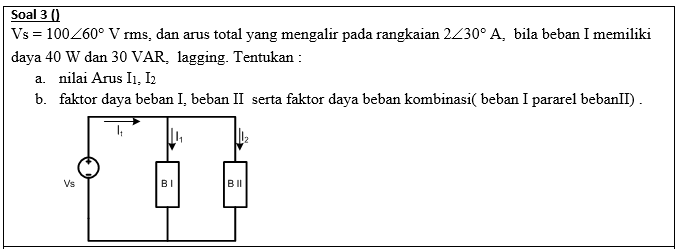 Soal 3 ()
Vs = 100∠60° V rms, dan arus total yang mengalir pada rangkaian 2∠30° A, bila beban I memiliki
daya 40 W dan 30 VAR, lagging. Tentukan :
a. nilai Arus I1, I2
b. faktor daya beban I, beban II serta faktor daya beban kombinasi( beban I pararel bebanII) .
It
I1
I2
Vs
B I
B II